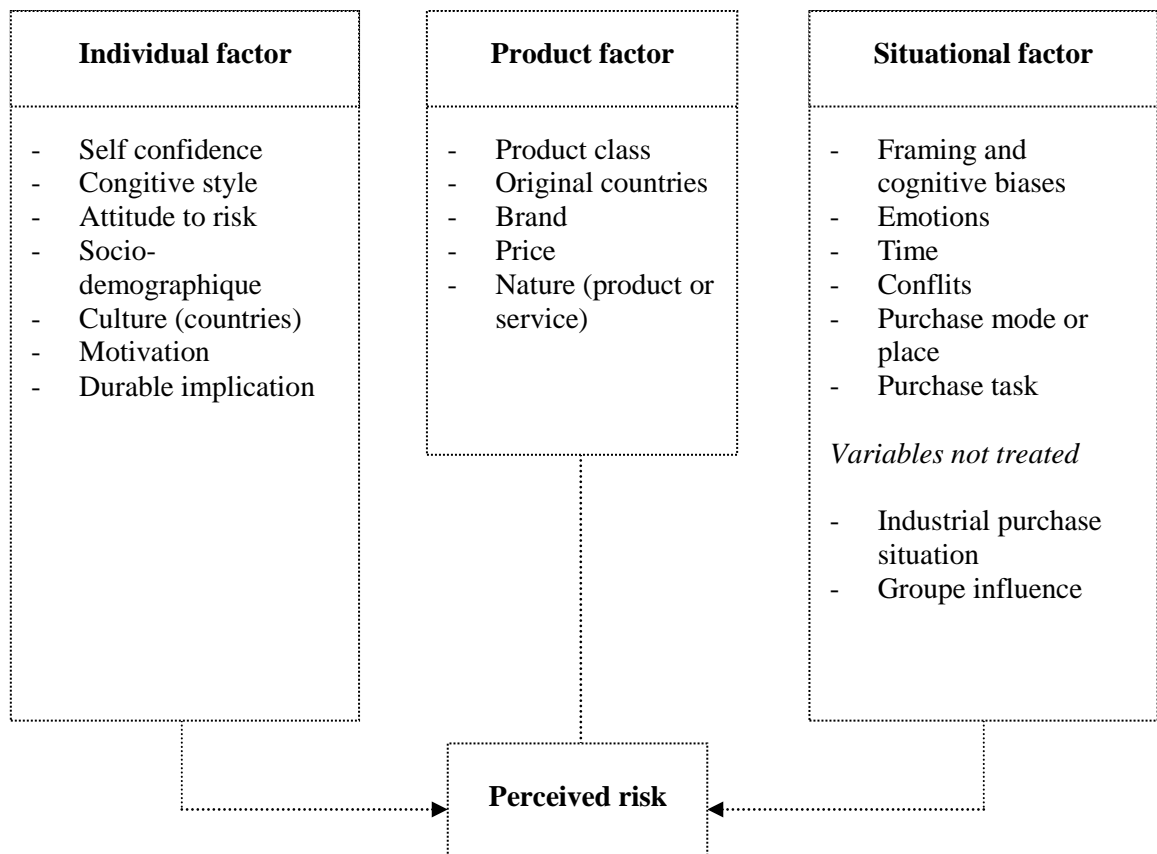 Individual factor
- Self confidence
- Congitive style
- Attitude to risk
- Socio-
demographique
- Culture (countries)
- Motivation
- Durable implication
Product factor
- Product class
- Original countries
- Brand
- Price
- Nature (product or
service)
Situational factor
- Framing and
cognitive biases
- Emotions
- Time
- Conflits
- Purchase mode or
place
- Purchase task
Variables not treated
- Industrial purchase
situation
- Groupe influence
Perceived risk